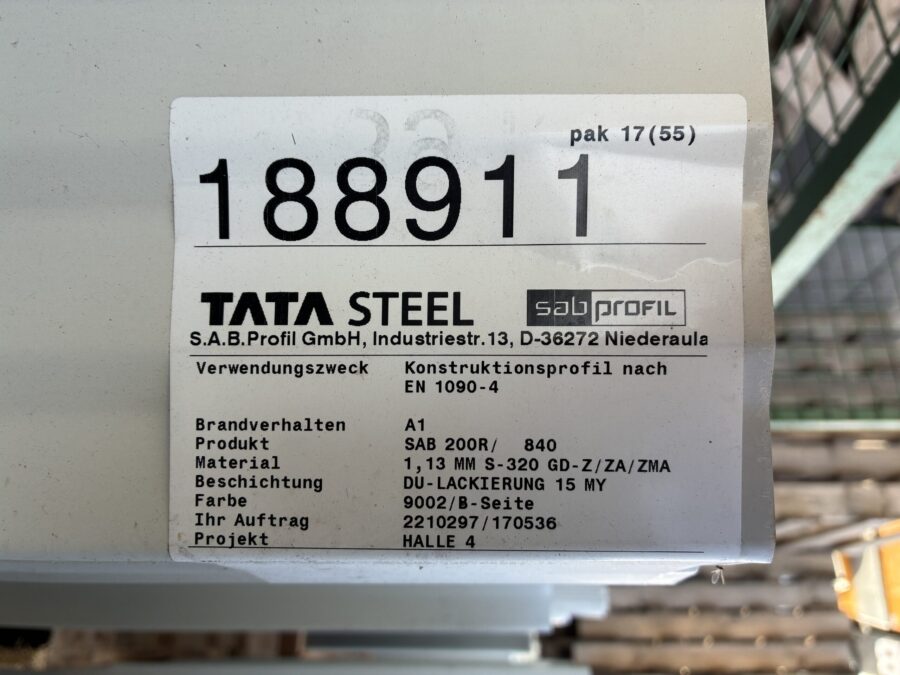 pak 17(55)
188911
TATA STEEL sab PROFIL
S.A.B.Profil GmbH, Industriestr.13, D-36272 Niederaula
Verwendungszweck Konstruktionsprofil nach
EN 1090-4
Brandverhalten A1
Produkt SAB 200R/ 840
Material 1,13 MM S-320 GD-Z/ZA/ZMA
Beschichtung DU-LACKIERUNG 15 MY
Farbe 9002/B-Seite
Ihr Auftrag 2210297/170536
Projekt HALLE 4